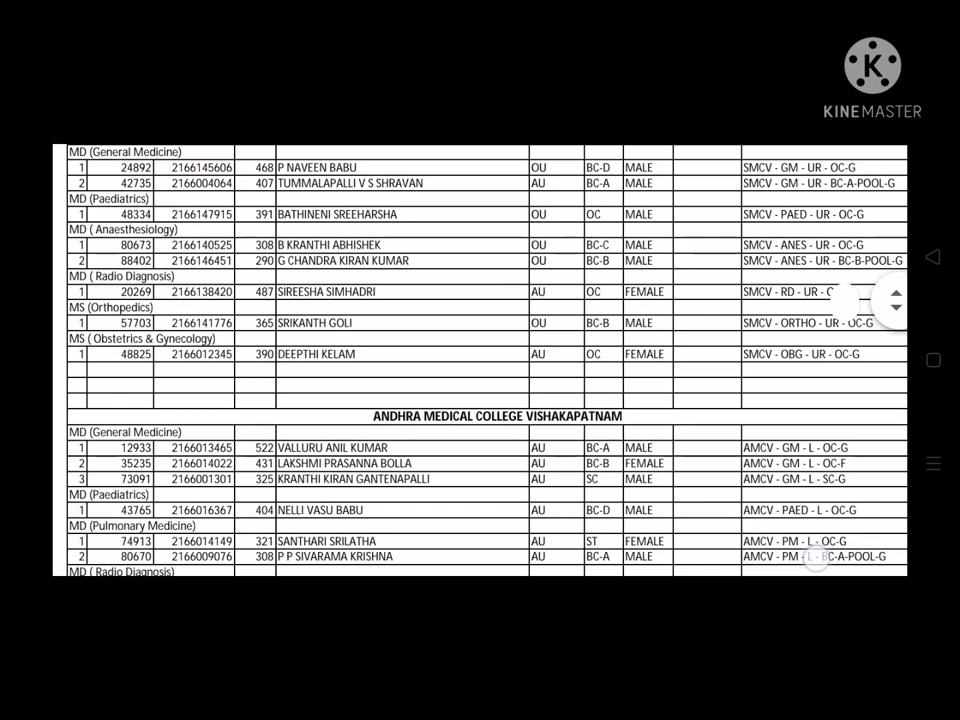 K
KINEMASTER
MD (General Medicine)
1 24892 2166145606 468 P NAVEEN BABU OU BC-D MALE SMCV - GM - UR - OC-G
2 42735 2166004064 407 TUMMALAPALLI V S SHRAVAN AU BC-A MALE SMCV - GM - UR - BC-A-POOL-G
MD (Paediatrics)
1 48334 2166147915 391 BATHINENI SREEHARSHA OU OC MALE SMCV - PAED - UR - OC-G
MD ( Anaesthesiology)
1 80673 2166140525 308 B KRANTHI ABHISHEK OU BC-C MALE SMCV - ANES - UR - OC-G
2 88402 2166146451 290 G CHANDRA KIRAN KUMAR OU BC-B MALE SMCV - ANES - UR - BC-B-POOL-G
MD ( Radio Diagnosis)
1 20269 2166138420 487 SIREESHA SIMHADRI AU OC FEMALE SMCV - RD - UR -
MS (Orthopedics)
1 57703 2166141776 365 SRIKANTH GOLI OU BC-B MALE SMCV - ORTHO - UR - OC-G
MS ( Obstetrics & Gynecology)
1 48825 2166012345 390 DEEPTHI KELAM AU OC FEMALE SMCV - OBG - UR - OC-G
ANDHRA MEDICAL COLLEGE VISHAKAPATNAM
MD (General Medicine)
1 12933 2166013465 522 VALLURU ANIL KUMAR AU BC-A MALE AMCV - GM - L - OC-G
2 35235 2166014022 431 LAKSHMI PRASANNA BOLLA AU BC-B FEMALE AMCV - GM - L - OC-F
3 73091 2166001301 325 KRANTHI KIRAN GANTENAPALLI AU SC MALE AMCV - GM - L - SC-G
MD (Paediatrics)
1 43765 2166016367 404 NELLI VASU BABU AU BC-D MALE AMCV - PAED - L - OC-G
MD (Pulmonary Medicine)
1 74913 2166014149 321 SANTHARI SRILATHA AU ST FEMALE AMCV - PM - L - OC-G
2 80670 2166009076 308 P P SIVARAMA KRISHNA AU BC-A MALE AMCV - PM - L - BC-A-POOL-G
MD ( Radio Diagnosis)